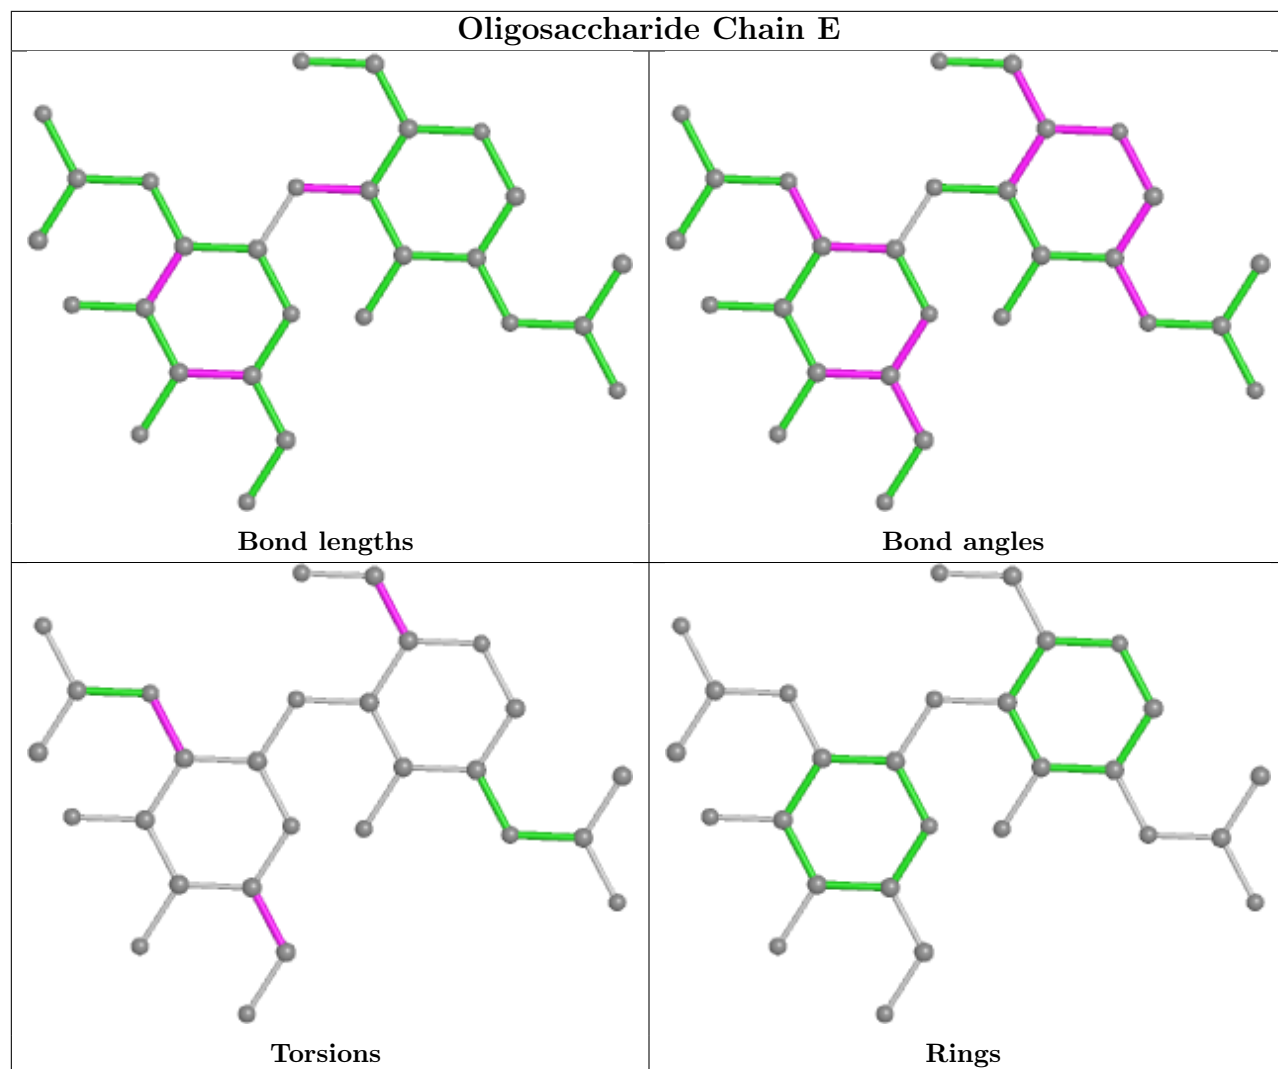 Oligosaccharide Chain E
Bond lengths
Bond angles
Torsions
Rings